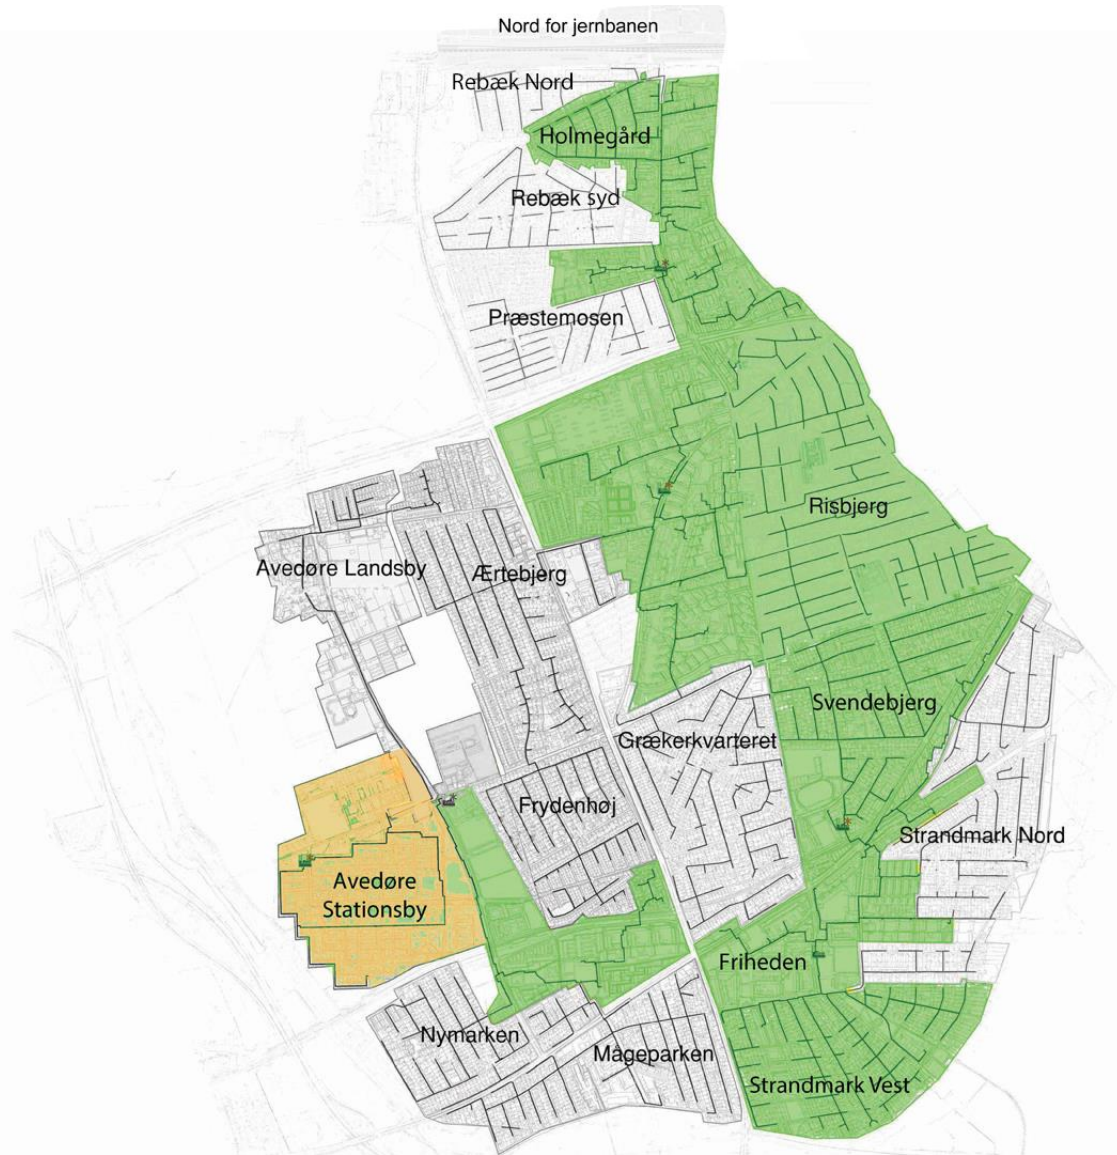 Nord for jernbanen
Rebæk Nord
Holmegård
Rebæk syd
Præstemosen
Risbjerg
Avedøre Landsby
Ærtebjerg
Svendebjerg
Grækerkvarteret
Frydenhøj
Strandmark Nord
Avedøre
Stationsby
Friheden
Nymarken
Mågeparken
Strandmark Vest